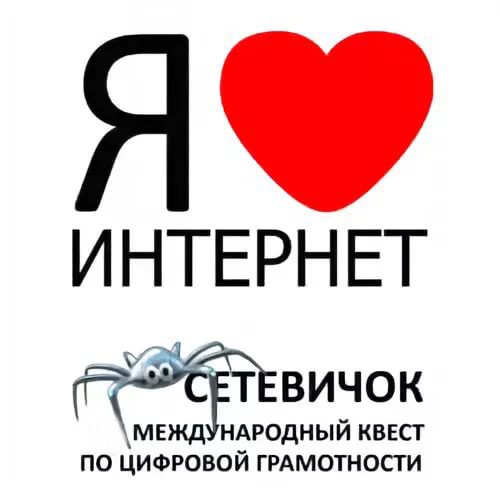 Я
ИНТЕРНЕТ
СЕТЕВИЧОК
МЕЖДУНАРОДНЫЙ КВЕСТ
ПО ЦИФРОВОЙ ГРАМОТНОСТИ